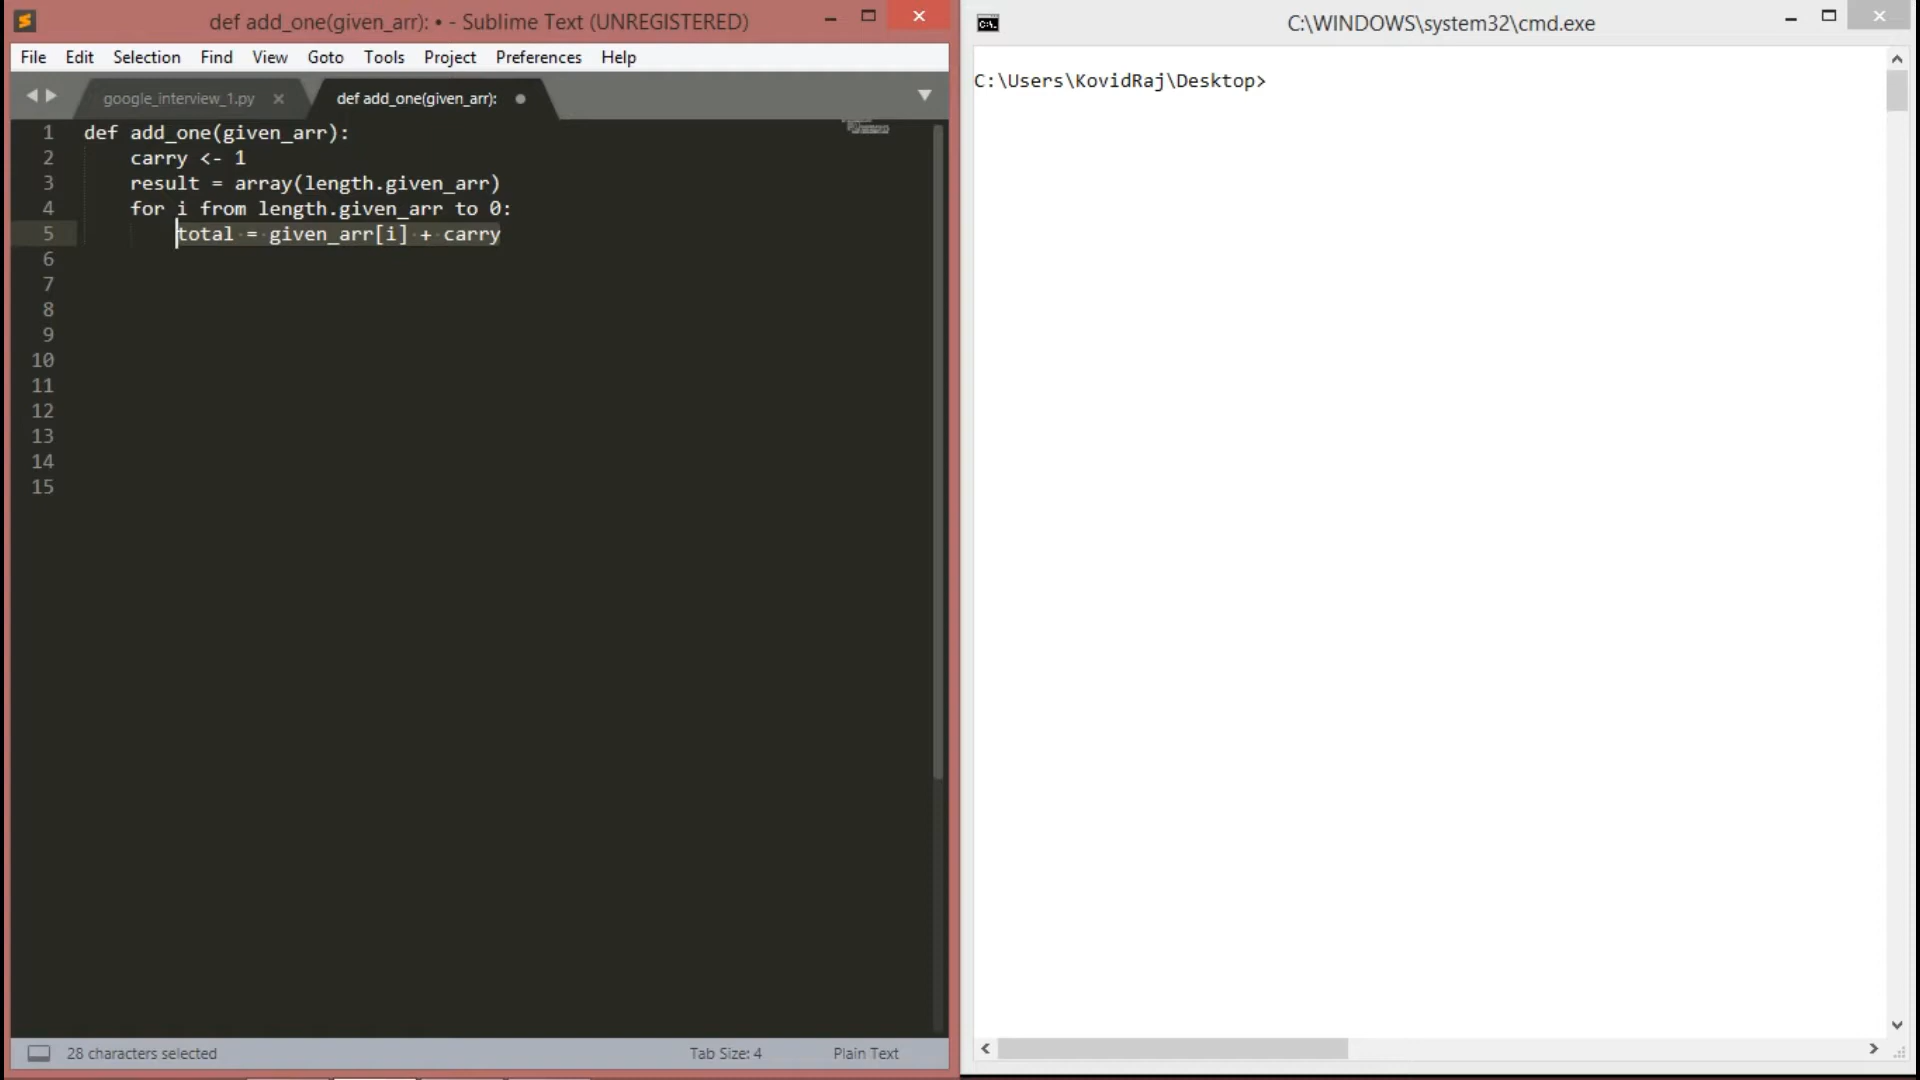 def add_one(given_arr): • - Sublime Text (UNREGISTERED)
File Edit Selection Find View Goto Tools Project Preferences Help
google_interview_1.py def add_one(given_arr):
1 def add_one(given_arr):
2 carry <- 1
3 result = array(length.given_arr)
4 for i from length.given_arr to 0:
5 total = given_arr[i] + carry
6
7
8
9
10
11
12
13
14
15
28 characters selected Tab Size: 4 Plain Text
C:\WINDOWS\system32\cmd.exe
C:\Users\KovidRaj\Desktop>